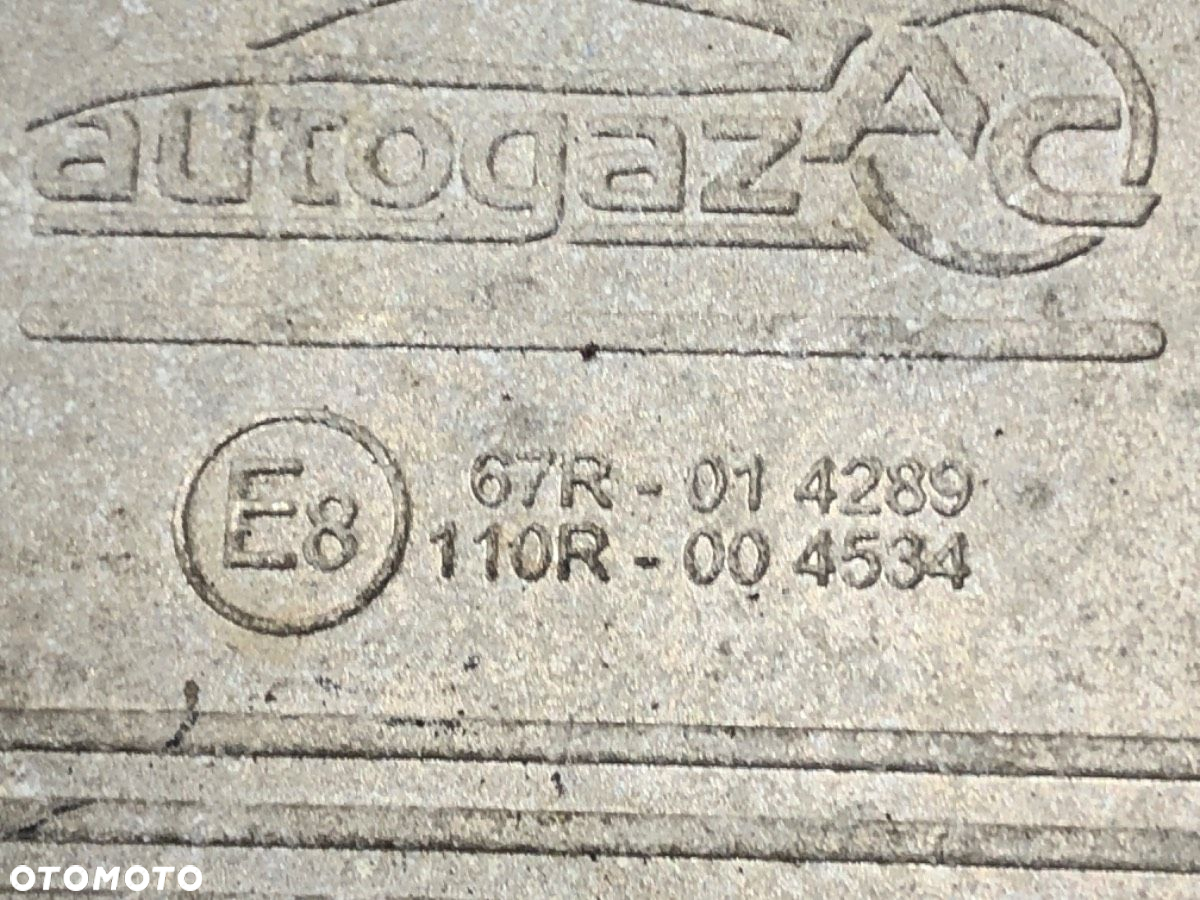 autogaz AC
E8
67R - 01 4289
110R - 00 4534
OTOMOTO